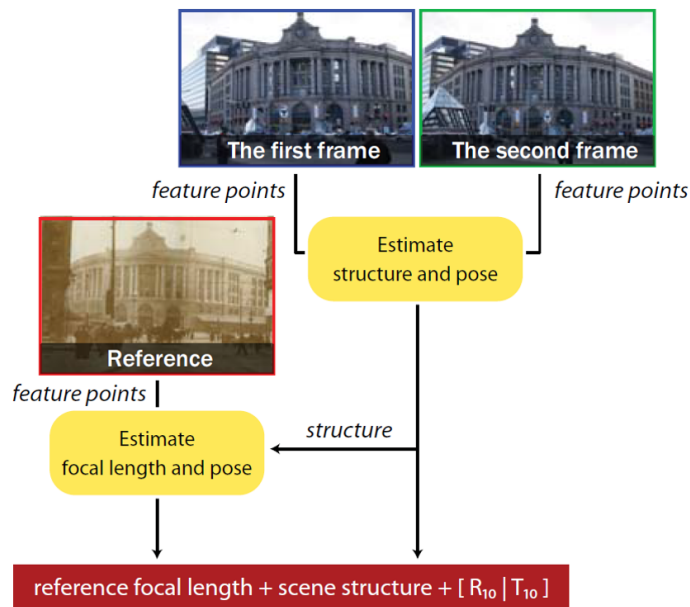 The first frame
The second frame
feature points
feature points
Estimate
structure and pose
Reference
feature points
structure
Estimate
focal length and pose
reference focal length + scene structure + [ R₁₀ | T₁₀ ]